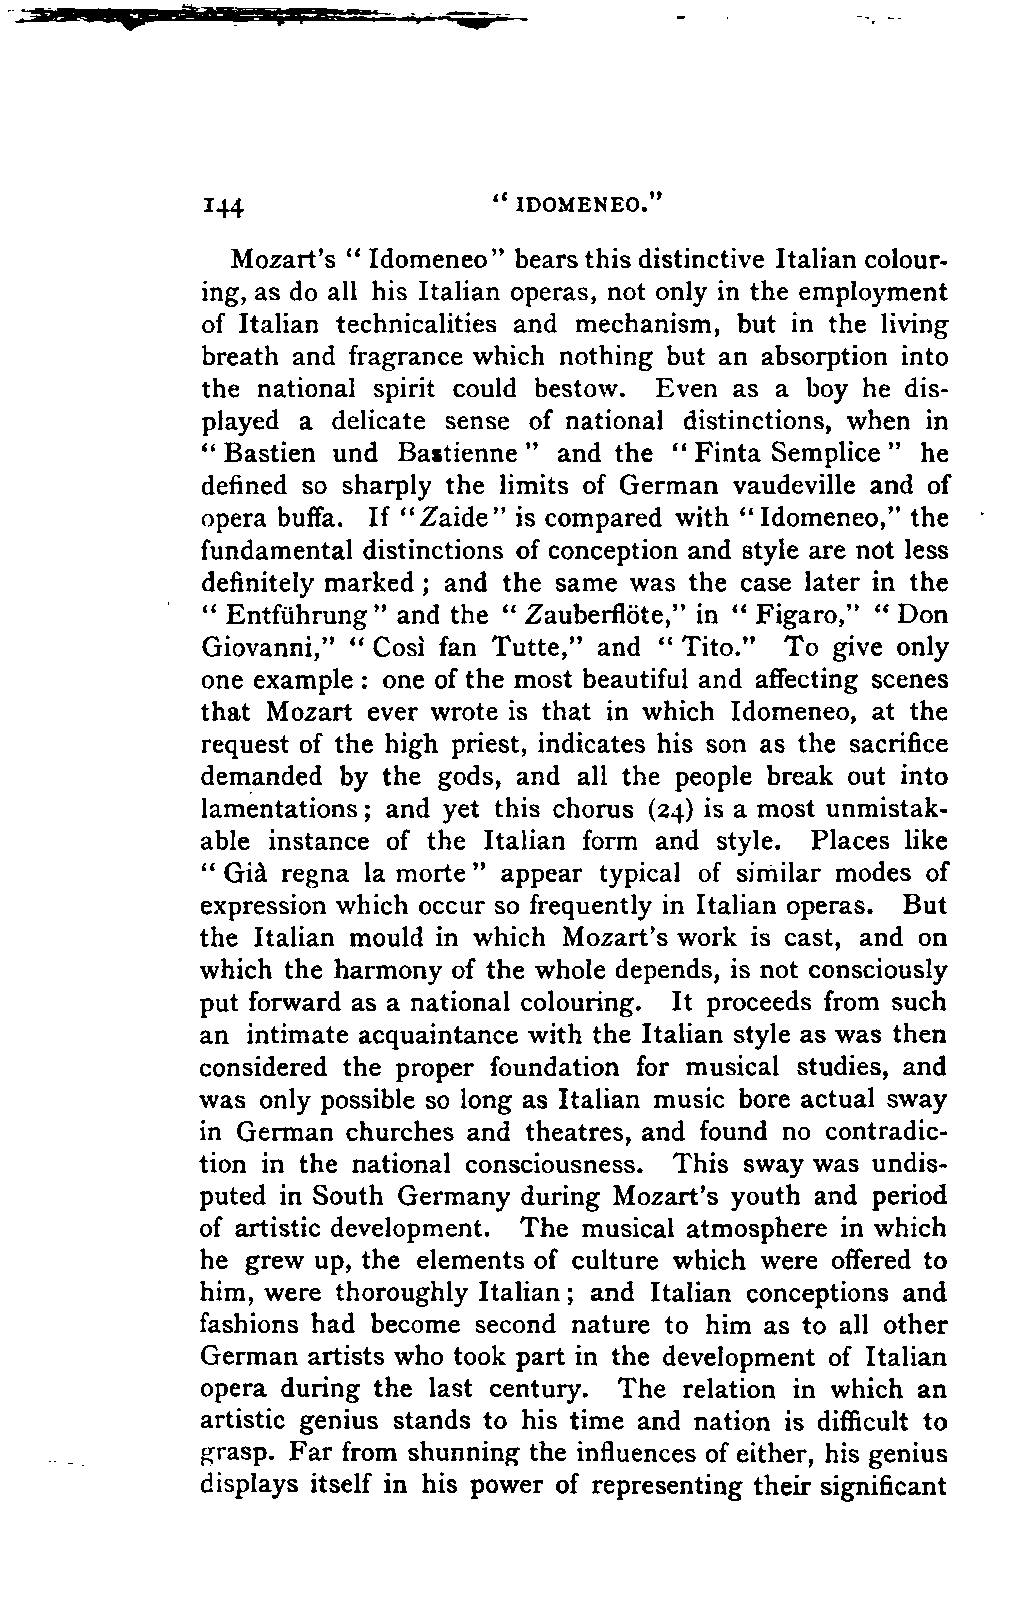 144 " IDOMENEO."
Mozart's " Idomeneo" bears this distinctive Italian colour-
ing, as do all his Italian operas, not only in the employment
of Italian technicalities and mechanism, but in the living
breath and fragrance which nothing but an absorption into
the national spirit could bestow. Even as a boy he dis-
played a delicate sense of national distinctions, when in
" Bastien und Bastienne " and the " Finta Semplice " he
defined so sharply the limits of German vaudeville and of
opera buffa. If " Zaide" is compared with " Idomeneo," the
fundamental distinctions of conception and style are not less
definitely marked ; and the same was the case later in the
" Entführung " and the " Zauberflöte," in " Figaro," " Don
Giovanni," " Così fan Tutte," and " Tito." To give only
one example : one of the most beautiful and affecting scenes
that Mozart ever wrote is that in which Idomeneo, at the
request of the high priest, indicates his son as the sacrifice
demanded by the gods, and all the people break out into
lamentations ; and yet this chorus (24) is a most unmistak-
able instance of the Italian form and style. Places like
" Già regna la morte " appear typical of similar modes of
expression which occur so frequently in Italian operas. But
the Italian mould in which Mozart's work is cast, and on
which the harmony of the whole depends, is not consciously
put forward as a national colouring. It proceeds from such
an intimate acquaintance with the Italian style as was then
considered the proper foundation for musical studies, and
was only possible so long as Italian music bore actual sway
in German churches and theatres, and found no contradic-
tion in the national consciousness. This sway was undis-
puted in South Germany during Mozart's youth and period
of artistic development. The musical atmosphere in which
he grew up, the elements of culture which were offered to
him, were thoroughly Italian ; and Italian conceptions and
fashions had become second nature to him as to all other
German artists who took part in the development of Italian
opera during the last century. The relation in which an
artistic genius stands to his time and nation is difficult to
grasp. Far from shunning the influences of either, his genius
displays itself in his power of representing their significant